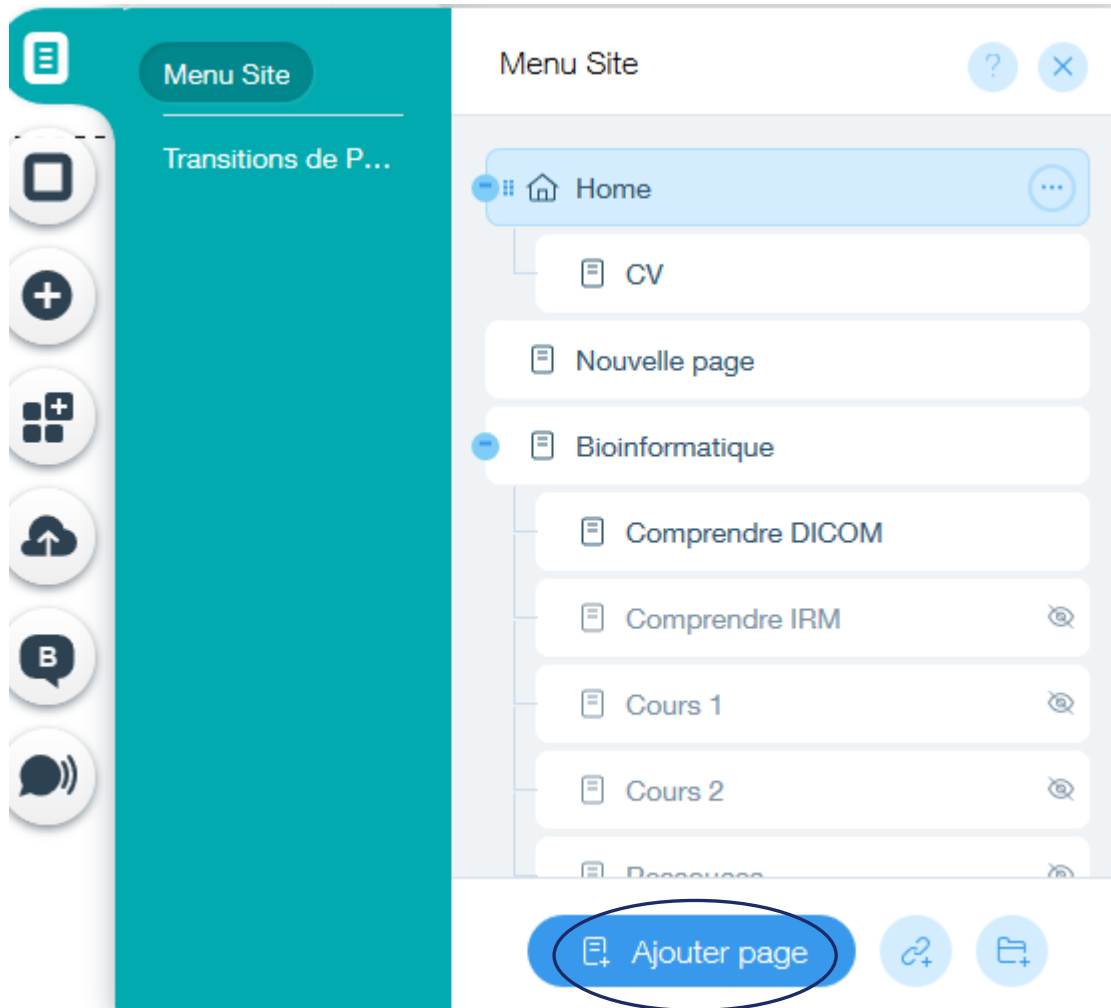 Menu Site
Transitions de P...
Menu Site
?
Home
CV
Nouvelle page
Bioinformatique
Comprendre DICOM
Comprendre IRM
Cours 1
Cours 2
Ajouter page
B